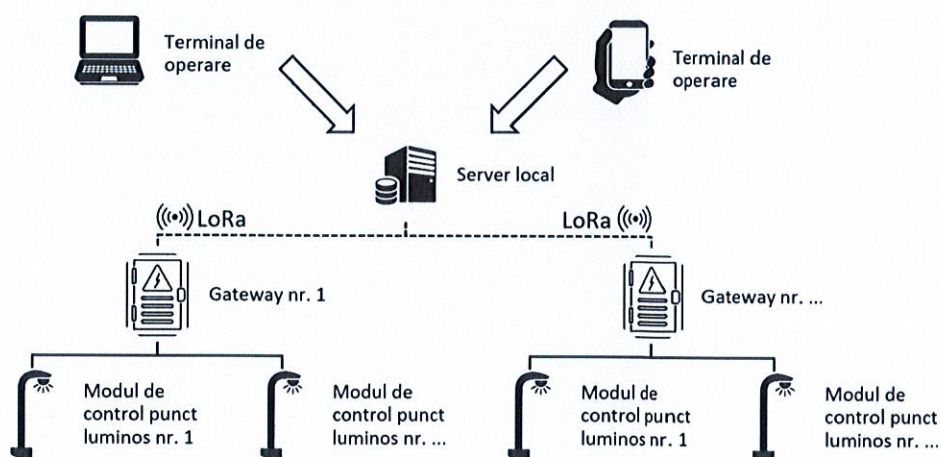 Terminal de
operare
Terminal de
operare
Server local
LoRa
LoRa
Gateway nr. 1
Gateway nr. ...
Modul de
control punct
luminos nr. 1
Modul de
control punct
luminos nr. ...
Modul de
control punct
luminos nr. 1
Modul de
control punct
luminos nr. ...